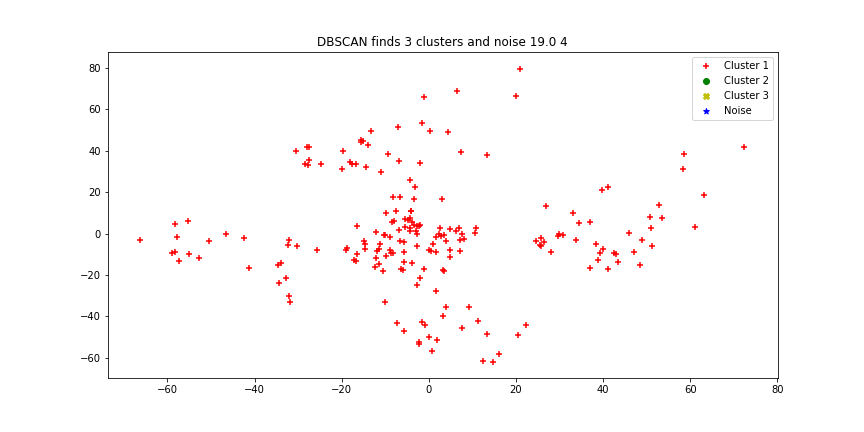 DBSCAN finds 3 clusters and noise 19.0 4
Cluster 1
Cluster 2
Cluster 3
Noise
80
60
40
20
0
−20
−40
−60
−60 −40 −20 0 20 40 60 80